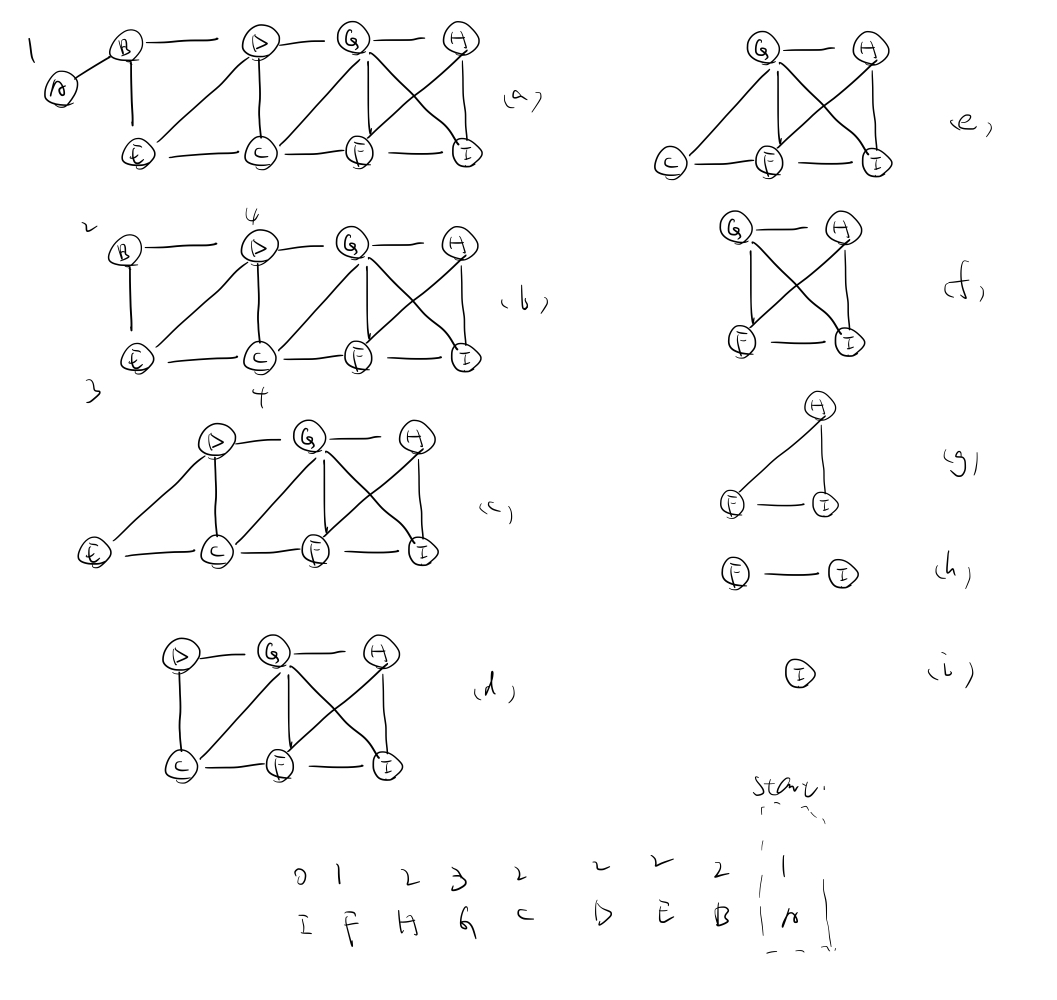 1
B D G H
A (a)
E C F I
2 4
B D G H
(b)
E C F I
3 4
D G H
(c)
E C F I
D G H
(d)
C F I
G H
(e)
C F I
G H
(f)
F I
H
(g)
F I
F I (h)
I (i)
start.
0 1 2 3 2 2 2 2 1
I F H G C D E B A